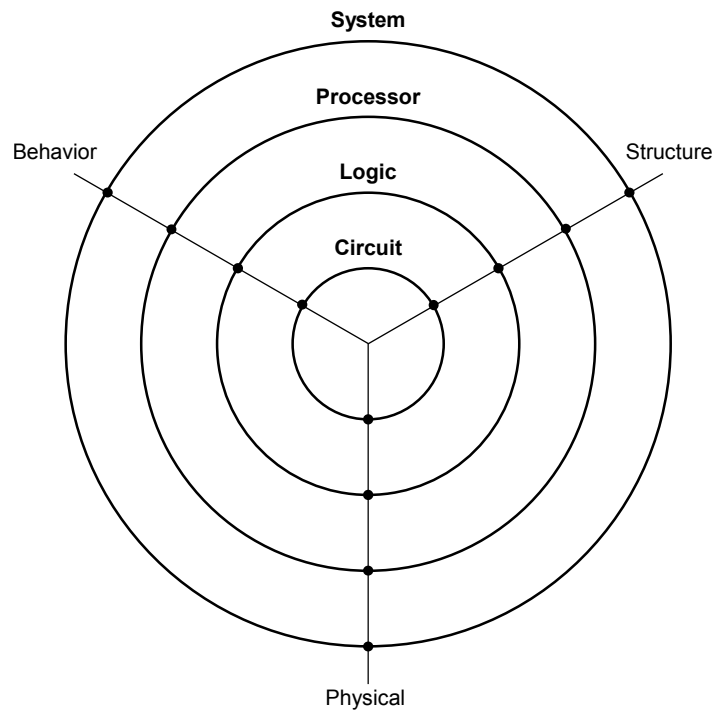 System
Processor
Behavior
Structure
Logic
Circuit
Physical